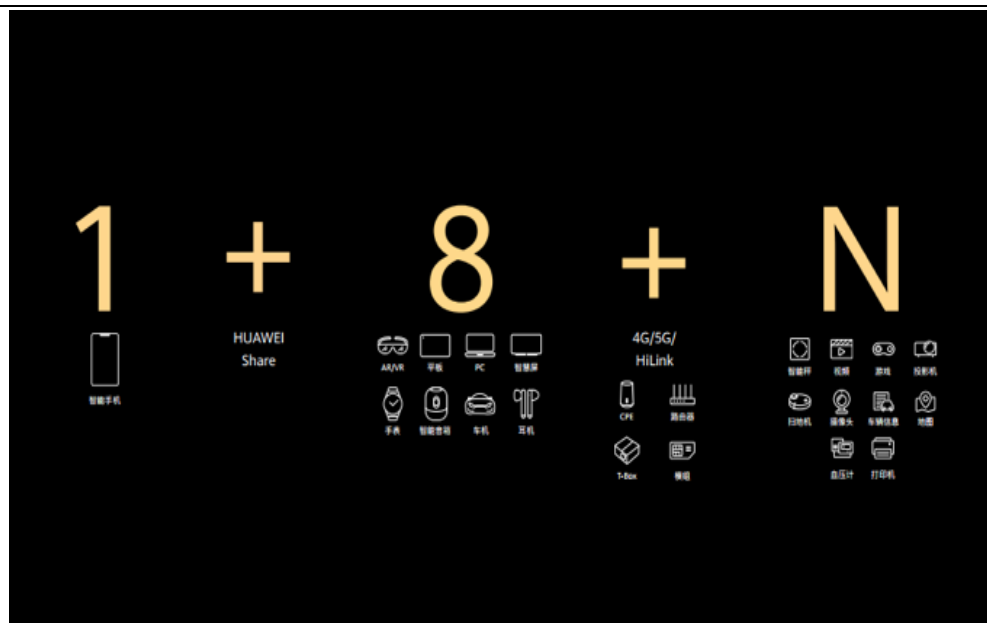 1 + 8 + N
HUAWEI
Share
4G/5G/
HiLink
智能手机
AR/VR 平板 PC 智慧屏
手表 智能音箱 车机 耳机
CPE 路由器
T-Box 模组
智能秤 视频 游戏 投影机
扫地机 摄像头 车辆信息 地图
血压计 打印机